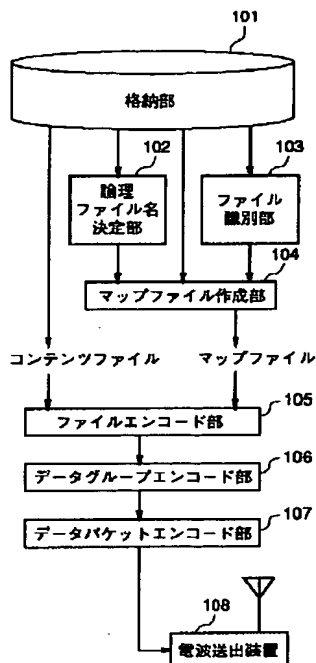 101
格納部
102
論理
ファイル名
決定部
103
ファイル
識別部
104
マップファイル作成部
コンテンツファイル
マップファイル
105
ファイルエンコード部
106
データグループエンコード部
107
データパケットエンコード部
108
電波送出装置